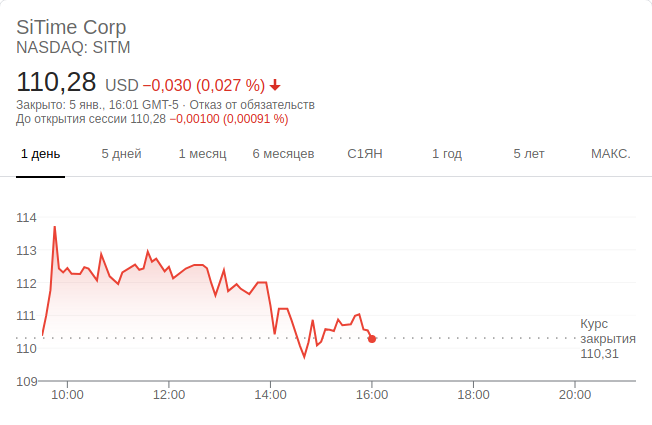 SiTime Corp
NASDAQ: SITM
110,28 USD −0,030 (0,027 %)
Закрыто: 5 янв., 16:01 GMT-5 · Отказ от обязательств
До открытия сессии 110,28 −0,00100 (0,00091 %)
1 день 5 дней 1 месяц 6 месяцев С1ЯН 1 год 5 лет МАКС.
114
113
112
111
110
109
Курс
закрытия
110,31
10:00 12:00 14:00 16:00 18:00 20:00